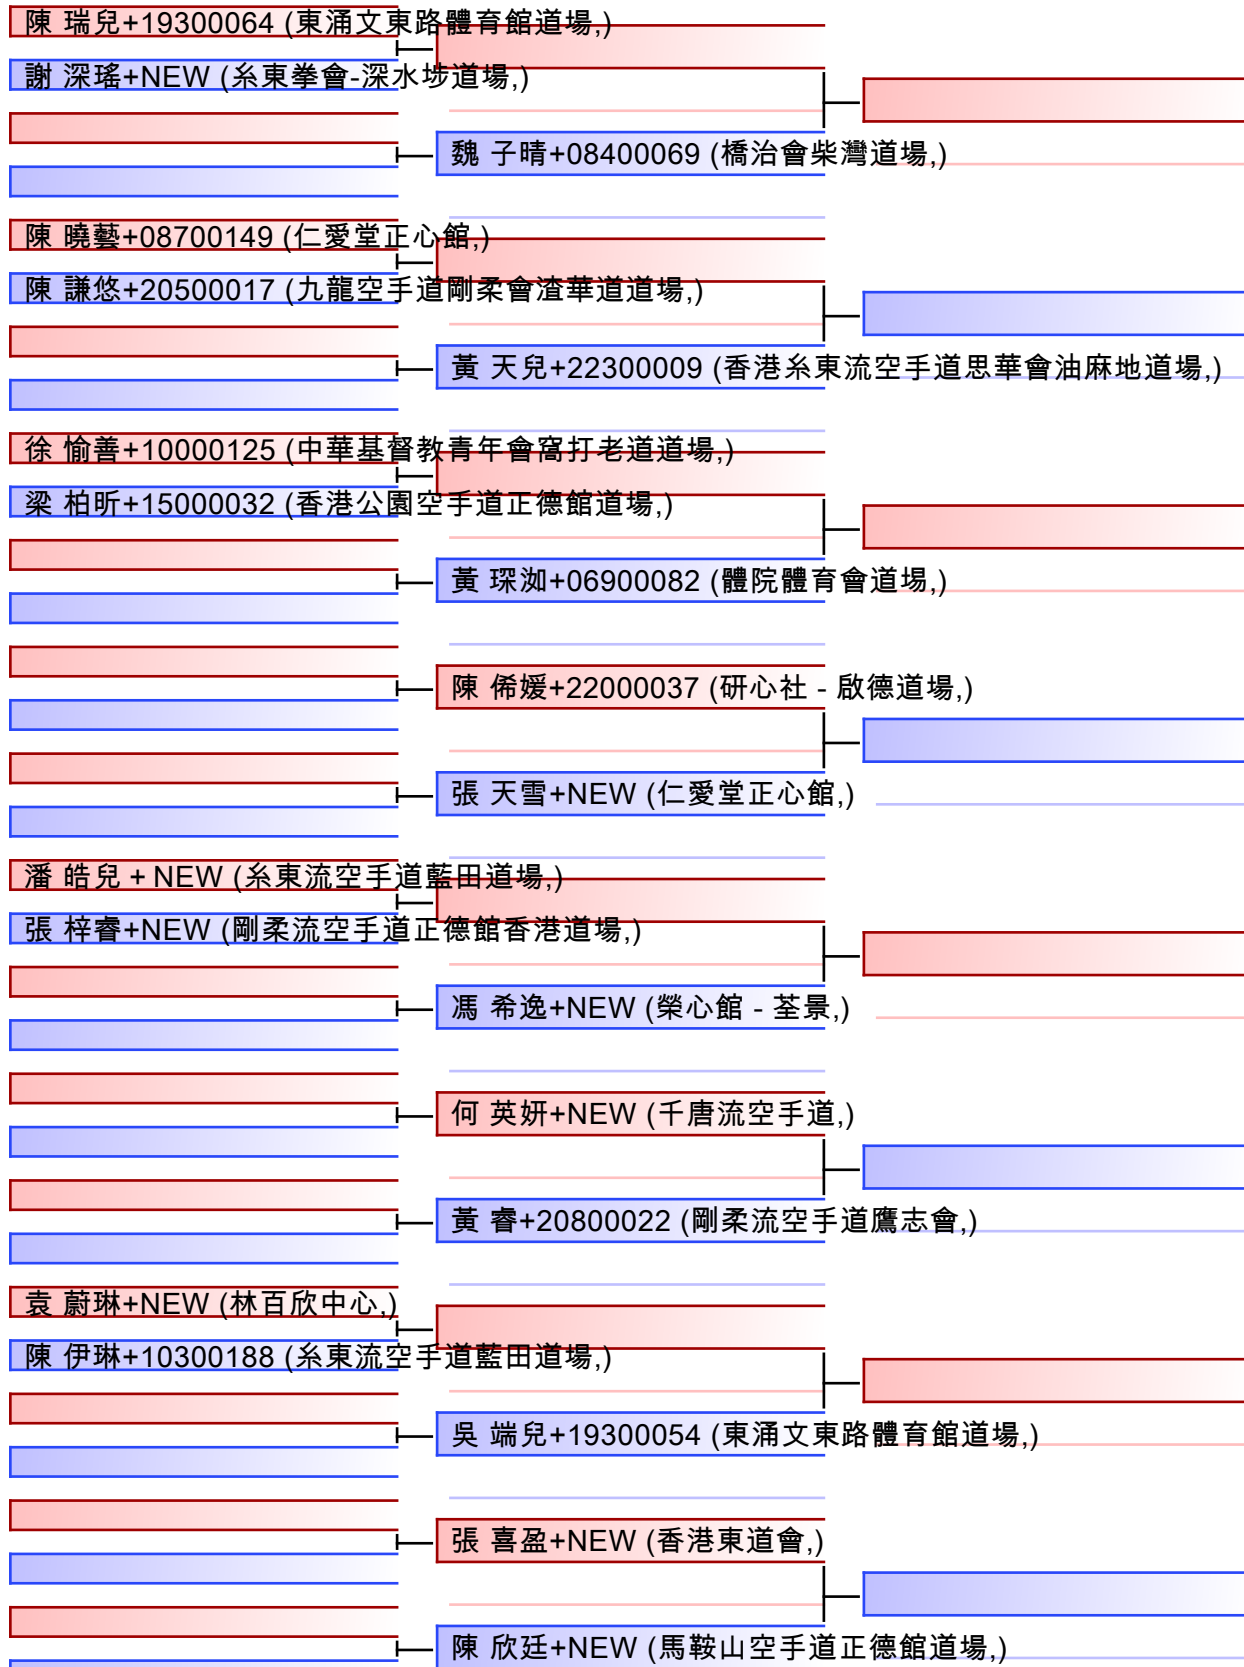 陳 瑞兒+19300064 (東涌文東路體育館道場,)
謝 深瑤+NEW (糸東拳會-深水埗道場,)
魏 子晴+08400069 (橋治會柴灣道場,)
陳 曉藝+08700149 (仁愛堂正心館,)
陳 謙悠+20500017 (九龍空手道剛柔會渣華道道場,)
黃 天兒+22300009 (香港糸東流空手道思華會油麻地道場,)
徐 愉善+10000125 (中華基督教青年會窩打老道道場,)
梁 柏昕+15000032 (香港公園空手道正德館道場,)
黃 琛洳+06900082 (體院體育會道場,)
陳 俙媛+22000037 (研心社 - 啟德道場,)
張 天雪+NEW (仁愛堂正心館,)
潘 皓兒 + NEW (糸東流空手道藍田道場,)
張 梓睿+NEW (剛柔流空手道正德館香港道場,)
馮 希逸+NEW (榮心館 - 荃景,)
何 英妍+NEW (千唐流空手道,)
黃 睿+20800022 (剛柔流空手道鷹志會,)
袁 蔚琳+NEW (林百欣中心,)
陳 伊琳+10300188 (糸東流空手道藍田道場,)
吳 端兒+19300054 (東涌文東路體育館道場,)
張 喜盈+NEW (香港東道會,)
陳 欣廷+NEW (馬鞍山空手道正德館道場,)